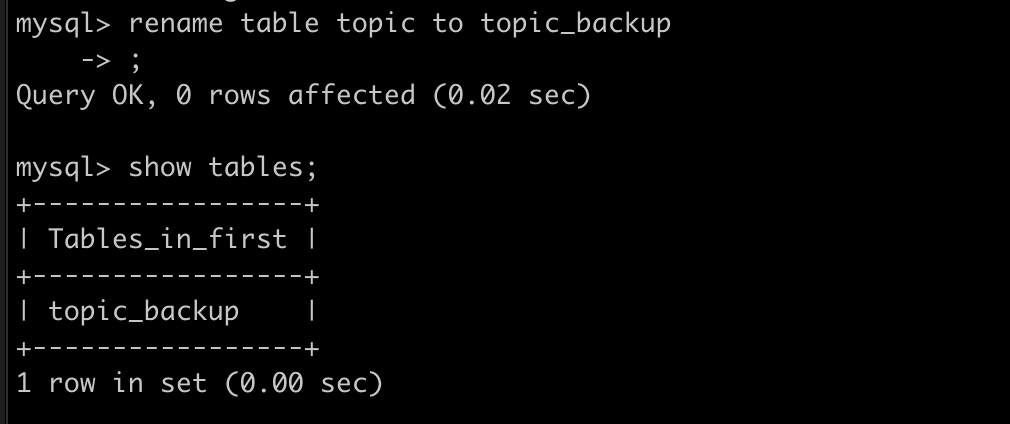 mysql> rename table topic to topic_backup
    -> ;
Query OK, 0 rows affected (0.02 sec)
mysql> show tables;
+-----------------+
| Tables_in_first |
+-----------------+
| topic_backup    |
+-----------------+
1 row in set (0.00 sec)